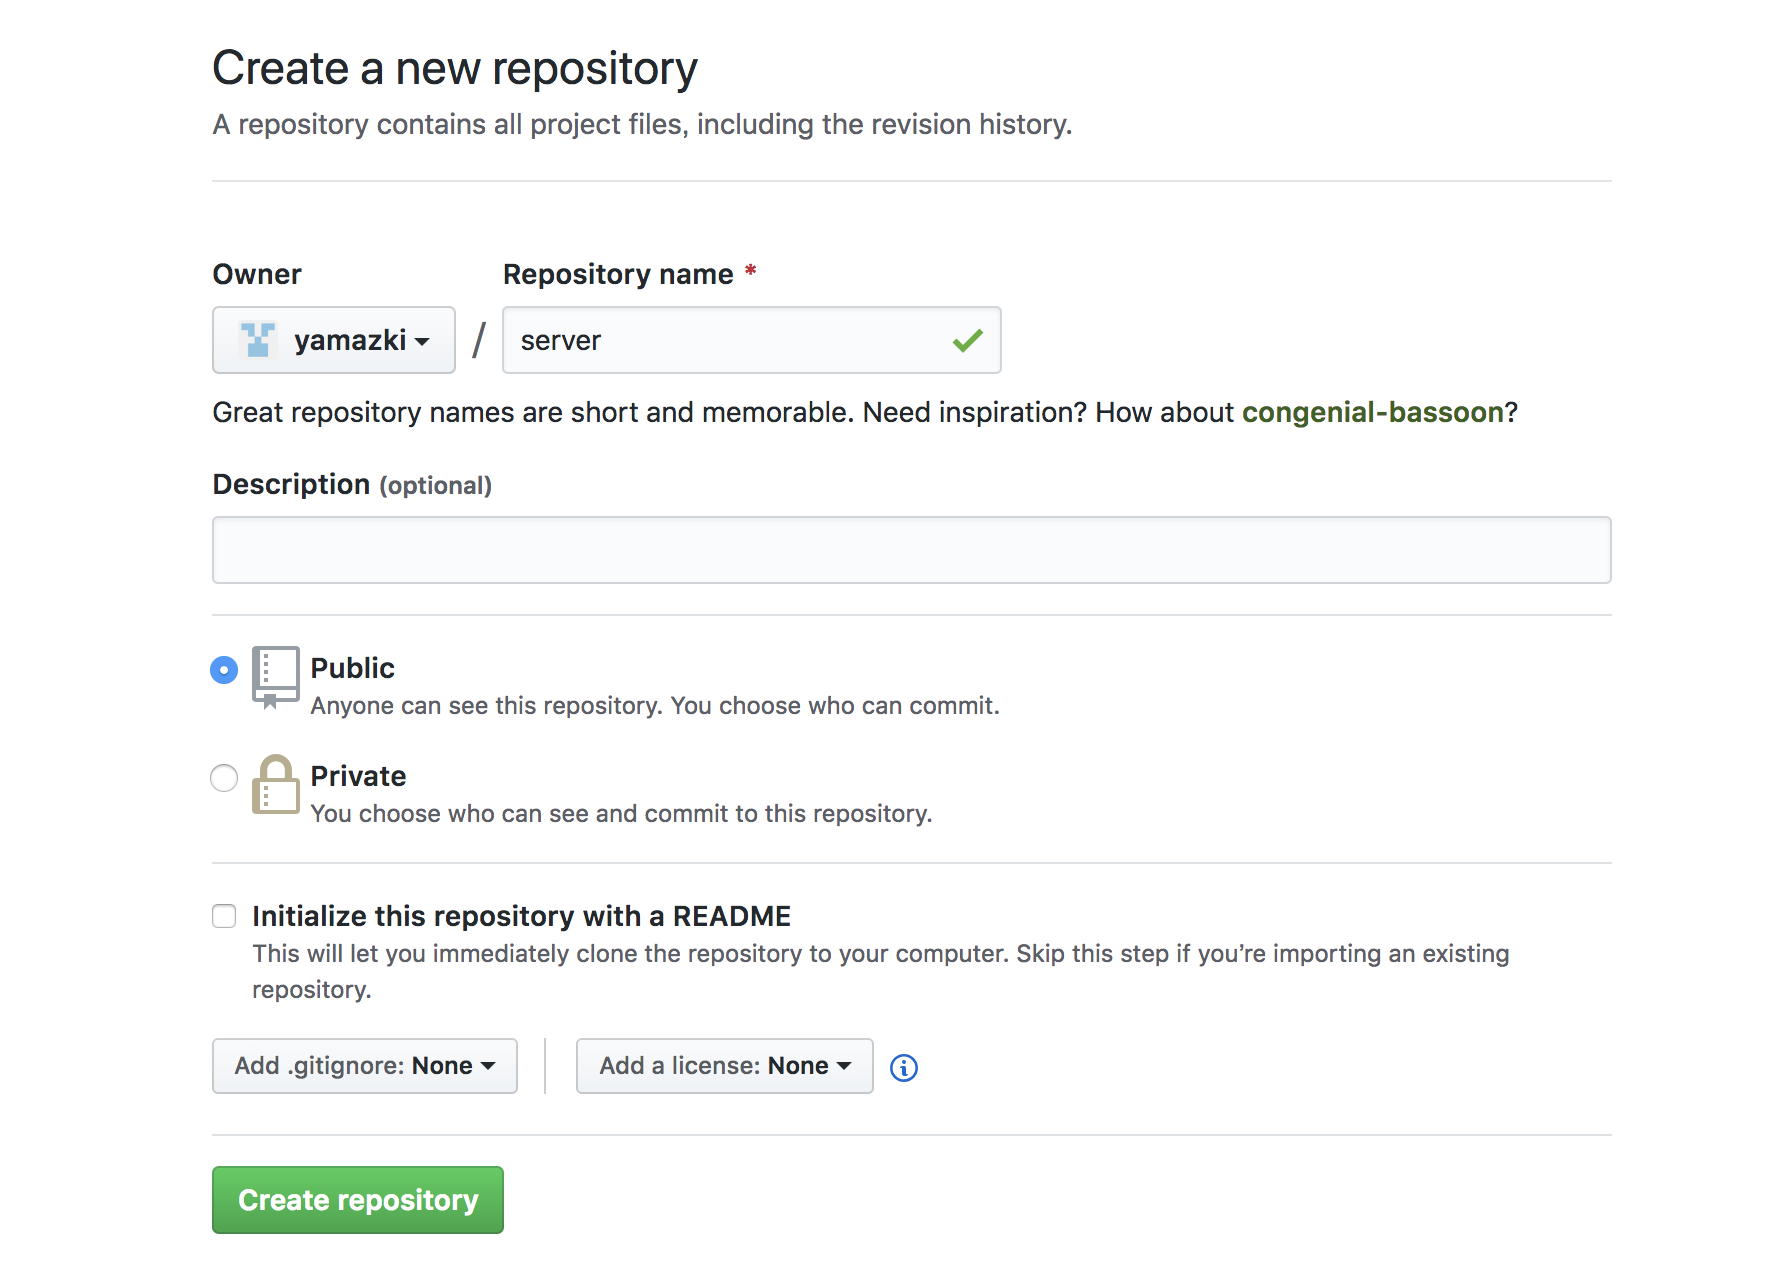 Create a new repository
A repository contains all project files, including the revision history.
Owner
Repository name *
yamazki
/
server
Great repository names are short and memorable. Need inspiration? How about congenial-bassoon?
Description (optional)
Public
Anyone can see this repository. You choose who can commit.
Private
You choose who can see and commit to this repository.
Initialize this repository with a README
This will let you immediately clone the repository to your computer. Skip this step if you’re importing an existing
repository.
Add .gitignore: None
Add a license: None
Create repository